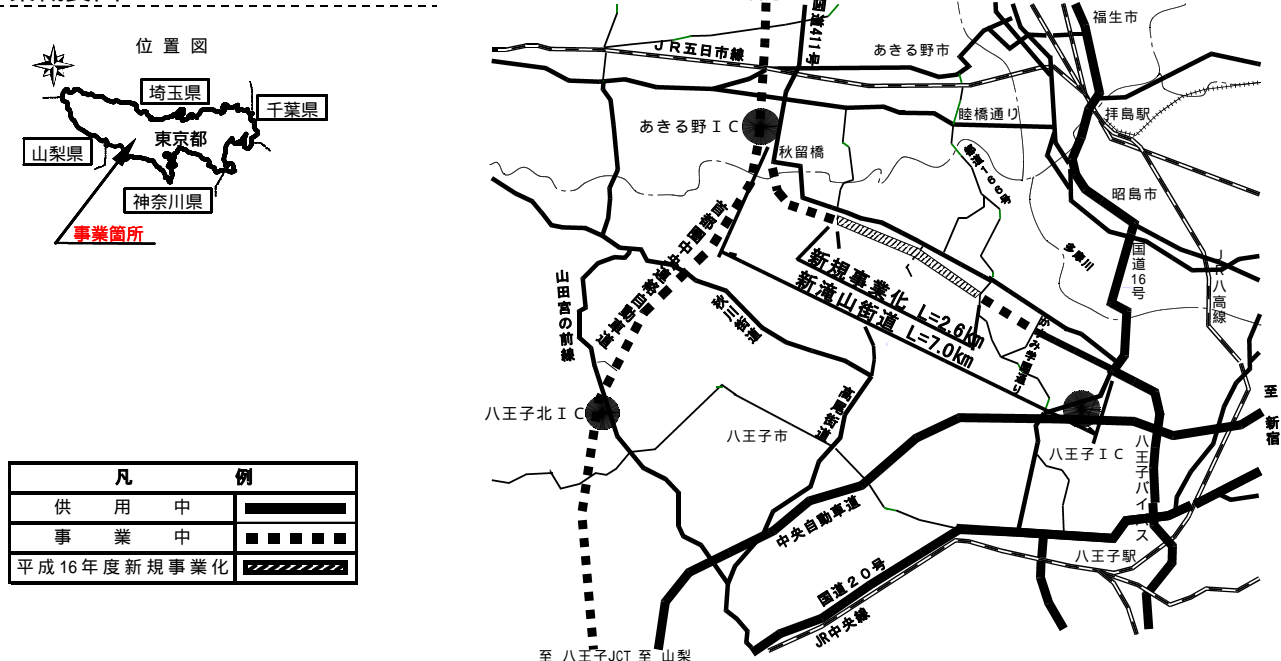 位置図
埼玉県
千葉県
東京都
山梨県
神奈川県
事業箇所
凡例
供用中
事業中
平成16年度新規事業化
国道411号
福生市
JR五日市線
あきる野市
睦橋通り
拝島駅
あきる野IC
秋留橋
昭島市
首都圏中央連絡自動車道
多摩川
国道16号
JR八高線
新規事業化 L=2.6km
新滝山街道 L=7.0km
山田宮の前線
秋川街道
高尾街道
至 新宿
八王子北IC
八王子市
八王子IC
八王子バイパス
中央自動車道
八王子駅
国道20号
JR中央線
至 八王子JCT 至 山梨